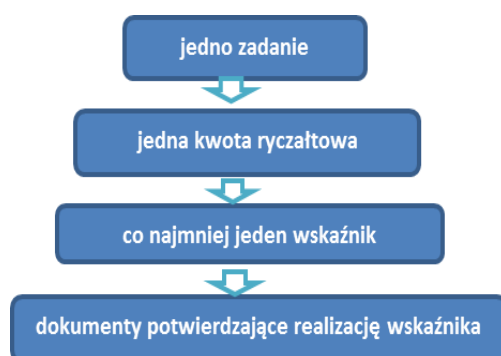 jedno zadanie
jedna kwota ryczałtowa
co najmniej jeden wskaźnik
dokumenty potwierdzające realizację wskaźnika